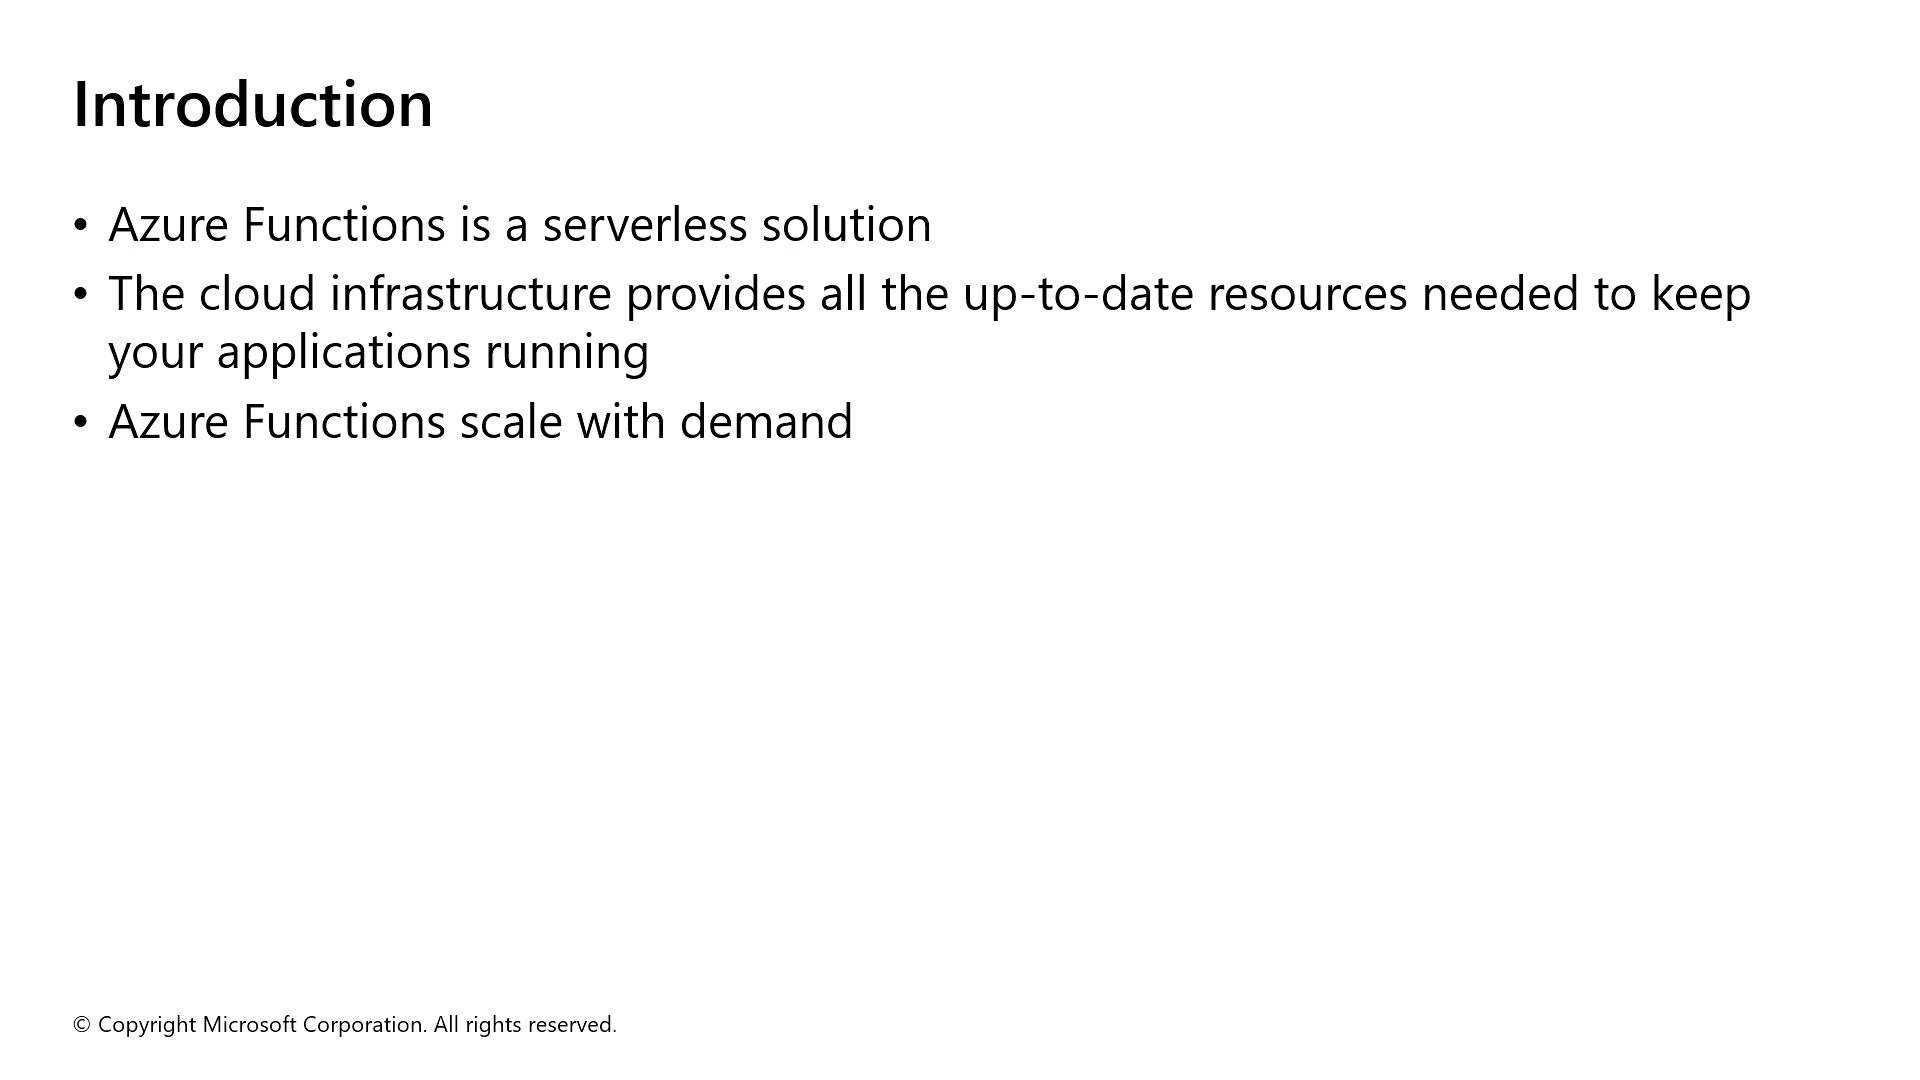 Introduction
• Azure Functions is a serverless solution
• The cloud infrastructure provides all the up-to-date resources needed to keep
your applications running
• Azure Functions scale with demand
© Copyright Microsoft Corporation. All rights reserved.